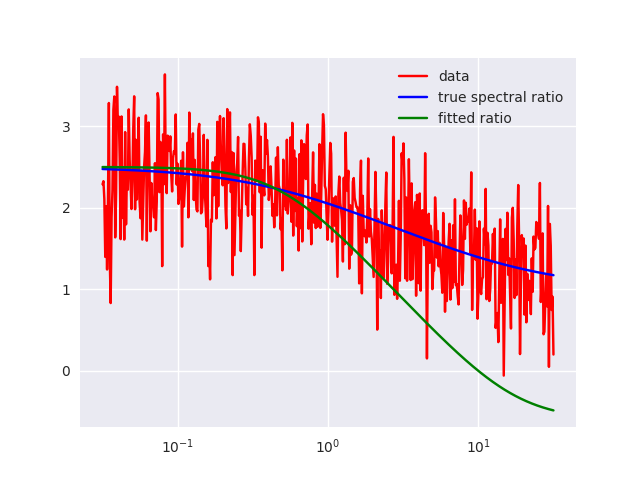 data
true spectral ratio
fitted ratio
3
2
1
0
10⁻¹
10⁰
10¹